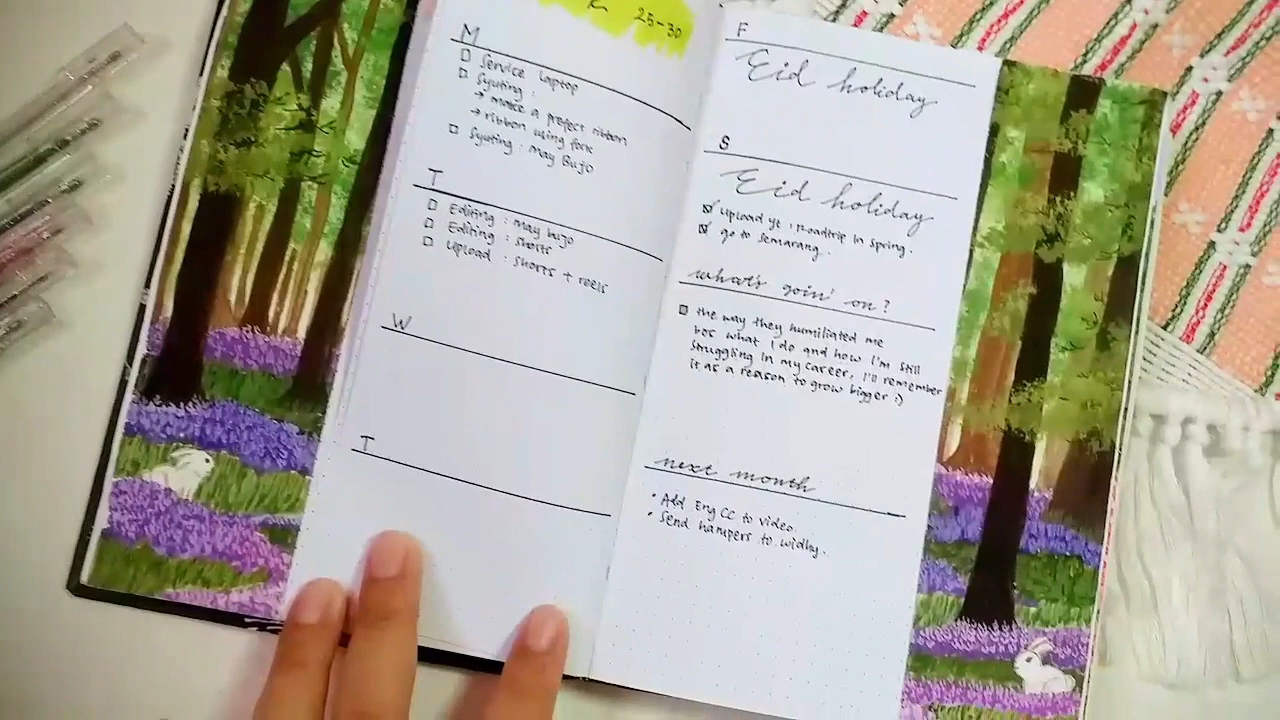 25-30
M
Service laptop
Syuting :
→ make a prefect ribbon
→ ribbon using fork
Syuting : May Bujo
T
Editing : may bujo
Editing : shorts
Upload : shorts + reels
W
T
F
Eid holiday
S
Eid holiday
upload yt : roadtrip in spring.
go to Semarang.
what's goin' on?
the way they humiliated me
bcs what I do and how I'm still
struggling in my career, I'll remember
it as a reason to grow bigger :)
next month
• Add Eng CC to video.
• Send hampers to widhy.